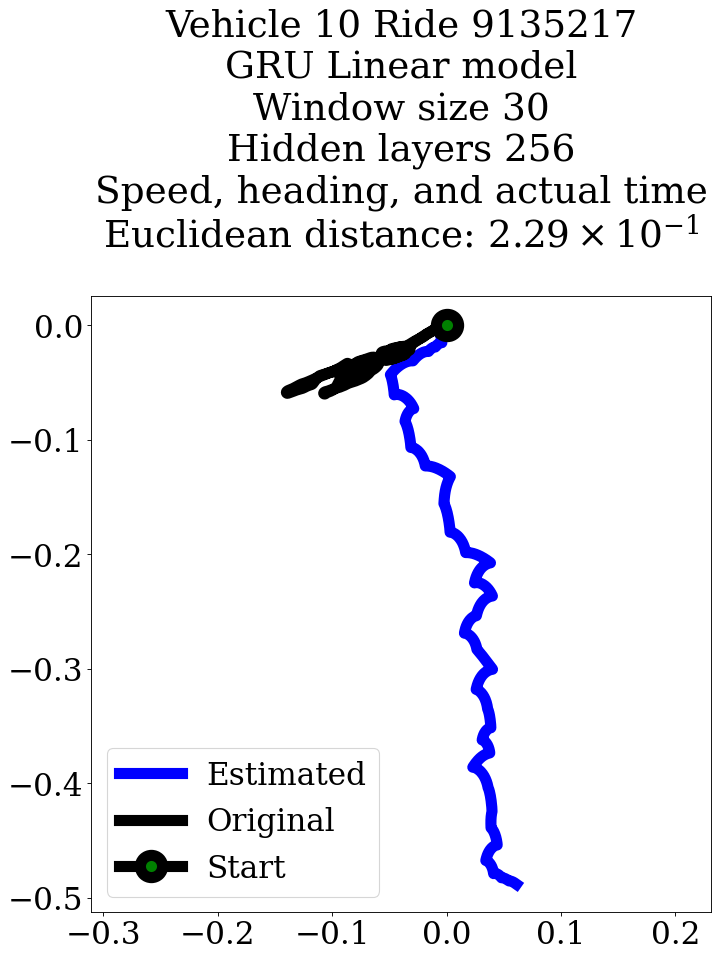 Vehicle 10 Ride 9135217
GRU Linear model
Window size 30
Hidden layers 256
Speed, heading, and actual time
Euclidean distance: 2.29 × 10⁻¹
0.0
−0.1
−0.2
−0.3
−0.4
−0.5
Estimated
Original
Start
−0.3 −0.2 −0.1 0.0 0.1 0.2